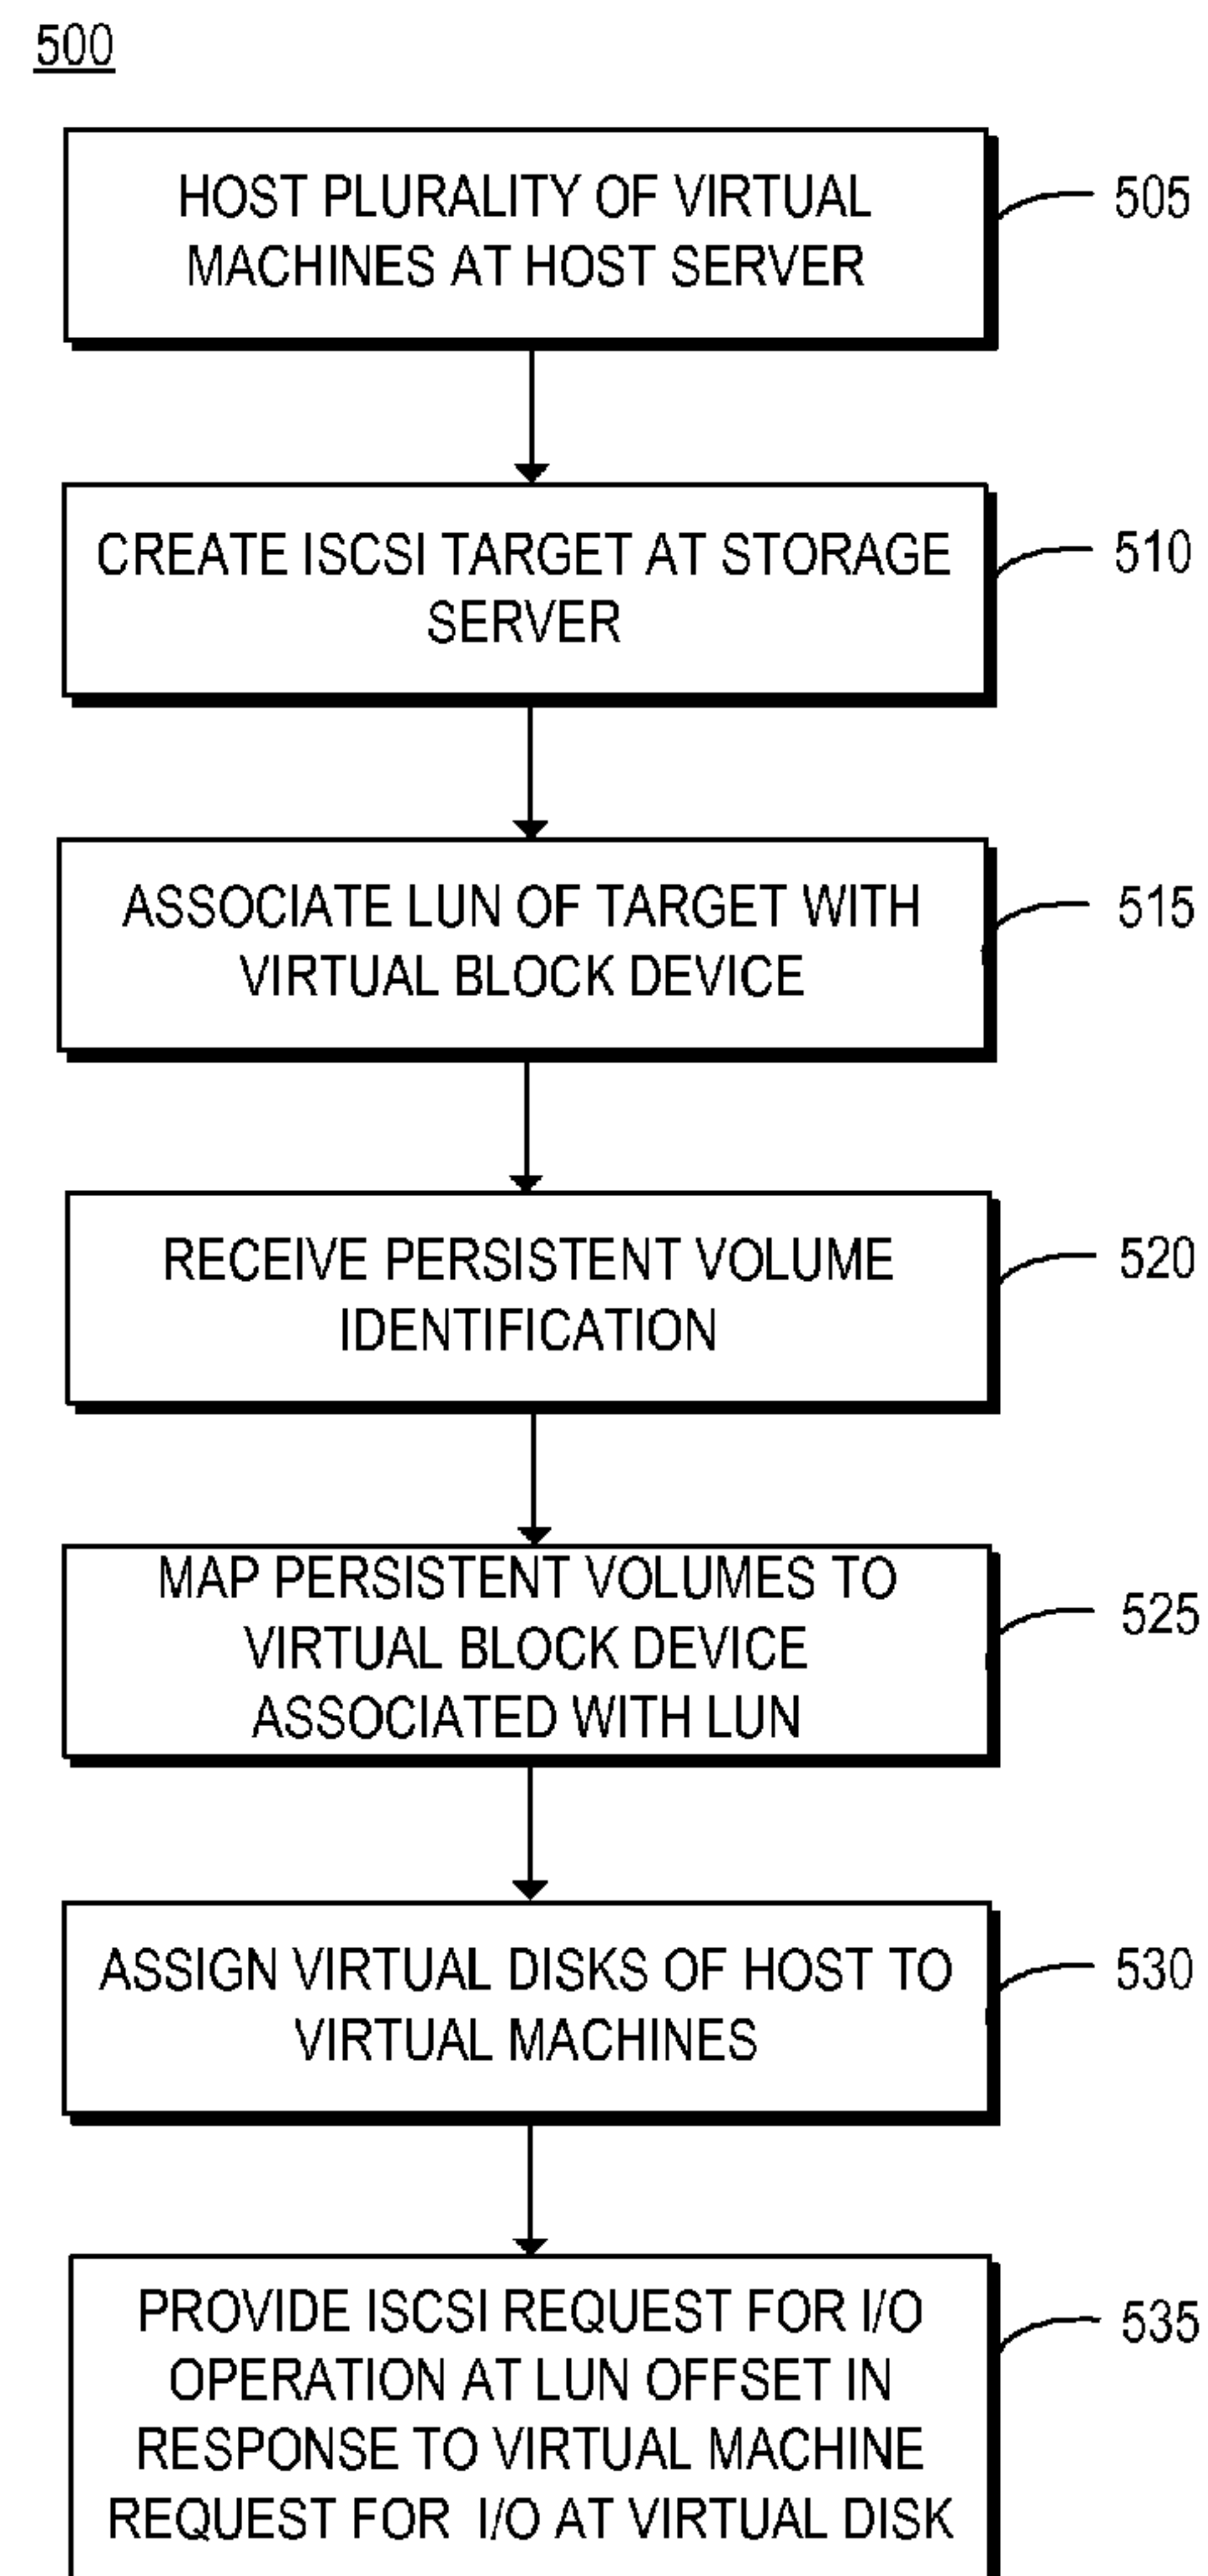 500
HOST PLURALITY OF VIRTUAL
MACHINES AT HOST SERVER
505
CREATE ISCSI TARGET AT STORAGE
SERVER
510
ASSOCIATE LUN OF TARGET WITH
VIRTUAL BLOCK DEVICE
515
RECEIVE PERSISTENT VOLUME
IDENTIFICATION
520
MAP PERSISTENT VOLUMES TO
VIRTUAL BLOCK DEVICE
ASSOCIATED WITH LUN
525
ASSIGN VIRTUAL DISKS OF HOST TO
VIRTUAL MACHINES
530
PROVIDE ISCSI REQUEST FOR I/O
OPERATION AT LUN OFFSET IN
RESPONSE TO VIRTUAL MACHINE
REQUEST FOR I/O AT VIRTUAL DISK
535